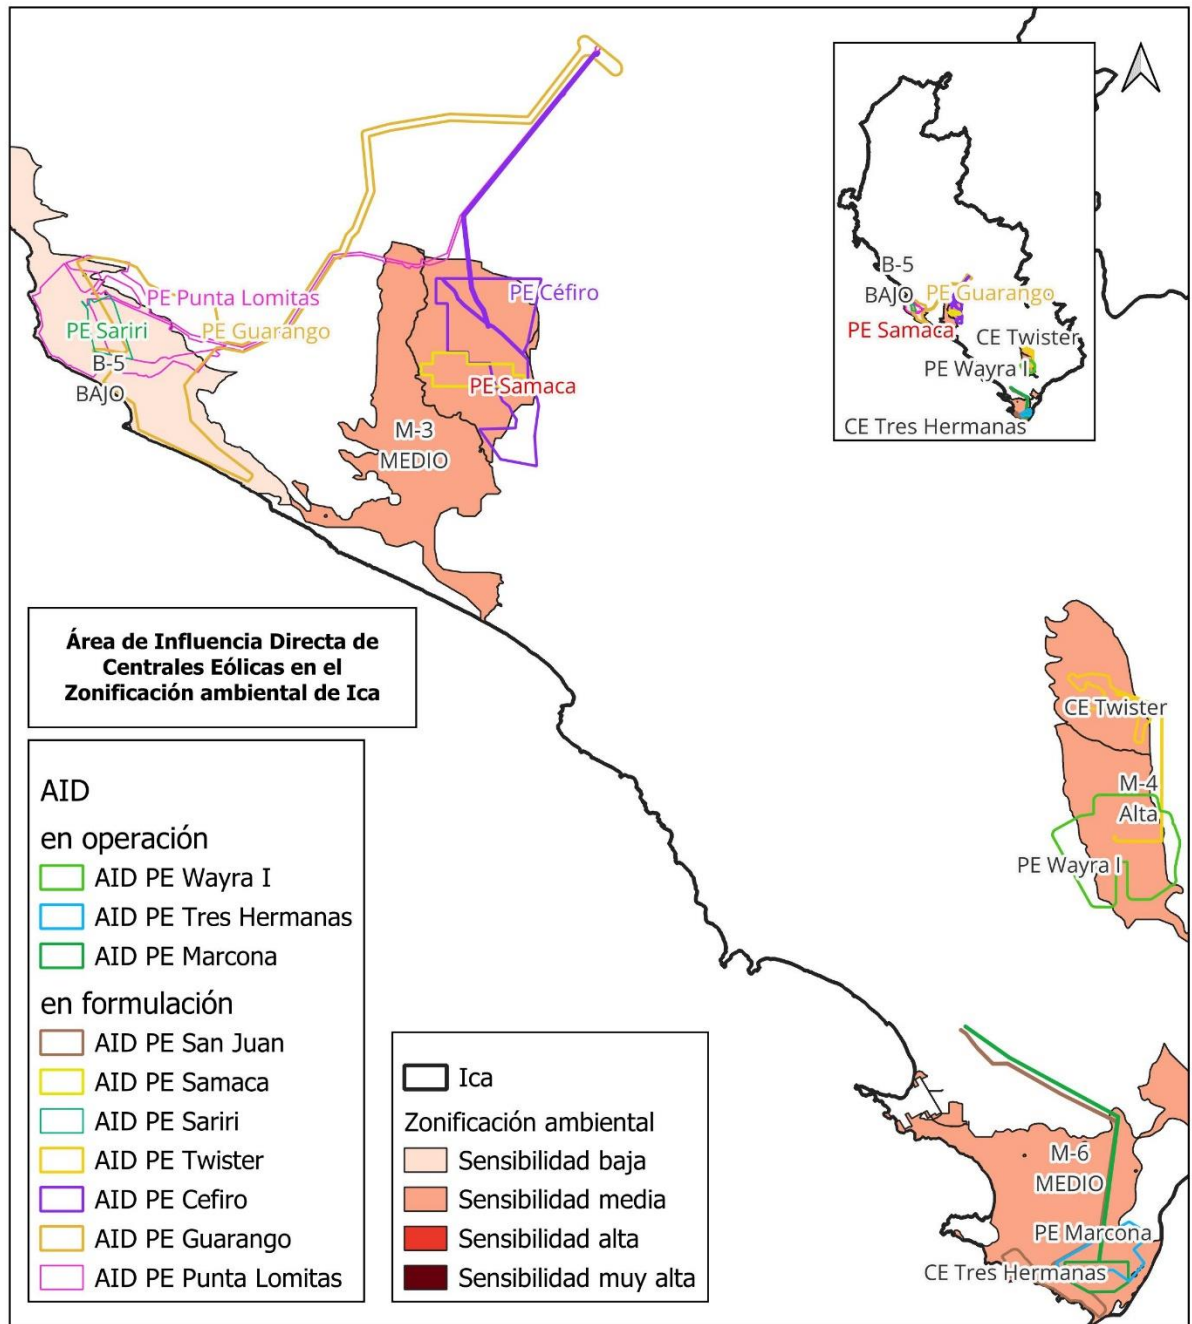 PE Punta Lomitas
PE Sariri
PE Guarango
B-5
BAJO
PE Céfiro
PE Samaca
M-3
MEDIO
B-5
BAJO
PE Guarango
PE Samaca
CE Twister
PE Wayra I
CE Tres Hermanas
Área de Influencia Directa de
Centrales Eólicas en el
Zonificación ambiental de Ica
CE Twister
M-4
Alta
PE Wayra I
AID
en operación
AID PE Wayra I
AID PE Tres Hermanas
AID PE Marcona
en formulación
AID PE San Juan
AID PE Samaca
AID PE Sariri
AID PE Twister
AID PE Cefiro
AID PE Guarango
AID PE Punta Lomitas
Ica
Zonificación ambiental
Sensibilidad baja
Sensibilidad media
Sensibilidad alta
Sensibilidad muy alta
M-6
MEDIO
PE Marcona
CE Tres Hermanas